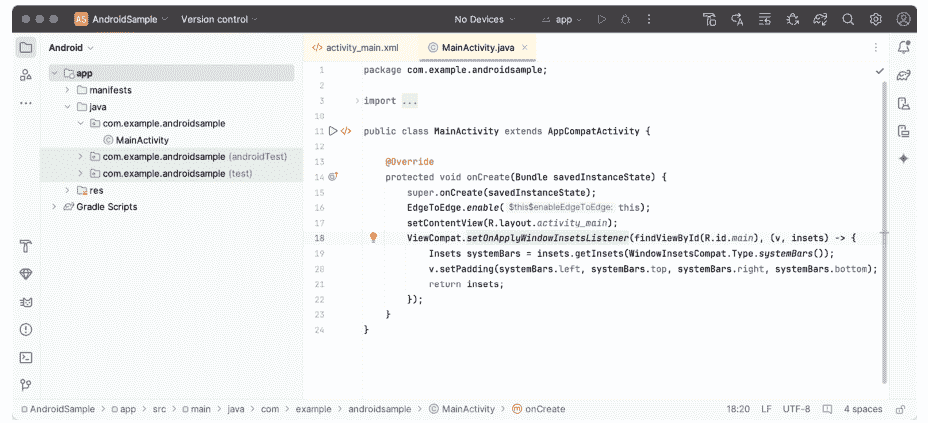 AS AndroidSample Version control No Devices app
Android
activity_main.xml MainActivity.java
app
manifests
java
com.example.androidsample
MainActivity
com.example.androidsample (androidTest)
com.example.androidsample (test)
res
Gradle Scripts
1 package com.example.androidsample;
2
3 import ...
10
11 public class MainActivity extends AppCompatActivity {
12
13 @Override
14 protected void onCreate(Bundle savedInstanceState) {
15 super.onCreate(savedInstanceState);
16 EdgeToEdge.enable( $this$enableEdgeToEdge: this);
17 setContentView(R.layout.activity_main);
18 ViewCompat.setOnApplyWindowInsetsListener(findViewById(R.id.main), (v, insets) -> {
19 Insets systemBars = insets.getInsets(WindowInsetsCompat.Type.systemBars());
20 v.setPadding(systemBars.left, systemBars.top, systemBars.right, systemBars.bottom);
21 return insets;
22 });
23 }
24 }
AndroidSample > app > src > main > java > com > example > androidsample > MainActivity > onCreate 18:20 LF UTF-8 4 spaces